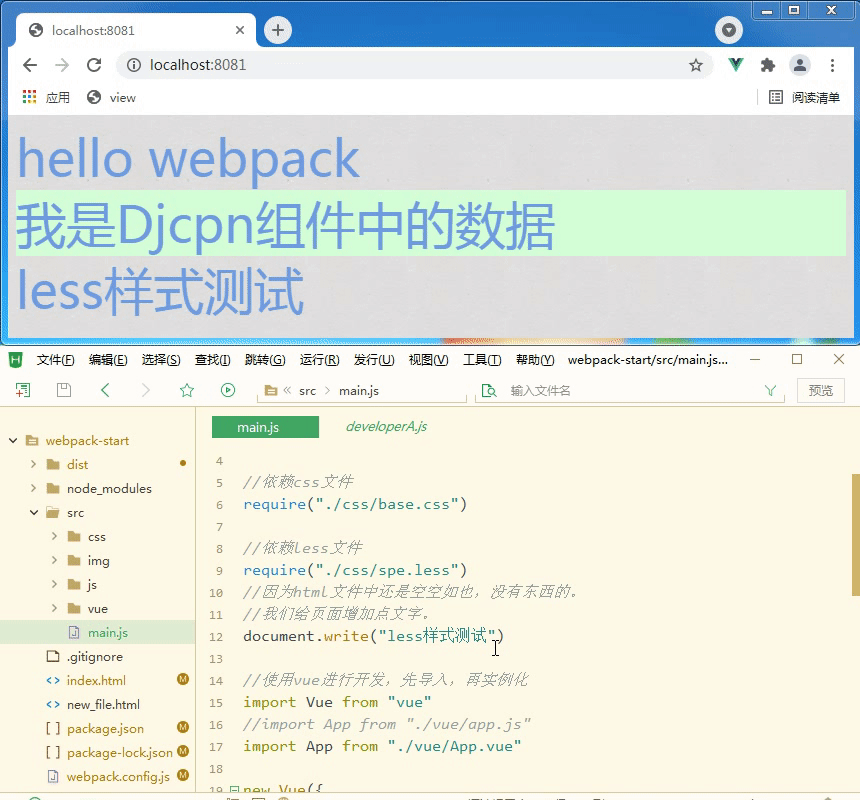 localhost:8081
localhost:8081
应用 view 阅读清单
hello webpack
我是Djcpn组件中的数据
less样式测试
文件(F) 编辑(E) 选择(S) 查找(I) 跳转(G) 运行(R) 发行(U) 视图(V) 工具(T) 帮助(Y) webpack-start/src/main.js...
src main.js 输入文件名 预览
main.js developerA.js
webpack-start
dist
node_modules
src
css
img
js
vue
main.js
.gitignore
index.html M
new_file.html
package.json M
package-lock.json M
webpack.config.js M
4
5 //依赖css文件
6 require("./css/base.css")
7
8 //依赖less文件
9 require("./css/spe.less")
10 //因为html文件中还是空空如也，没有东西的。
11 //我们给页面增加点文字。
12 document.write("less样式测试")
13
14 //使用vue进行开发，先导入，再实例化
15 import Vue from "vue"
16 //import App from "./vue/app.js"
17 import App from "./vue/App.vue"
18
19 new Vue({